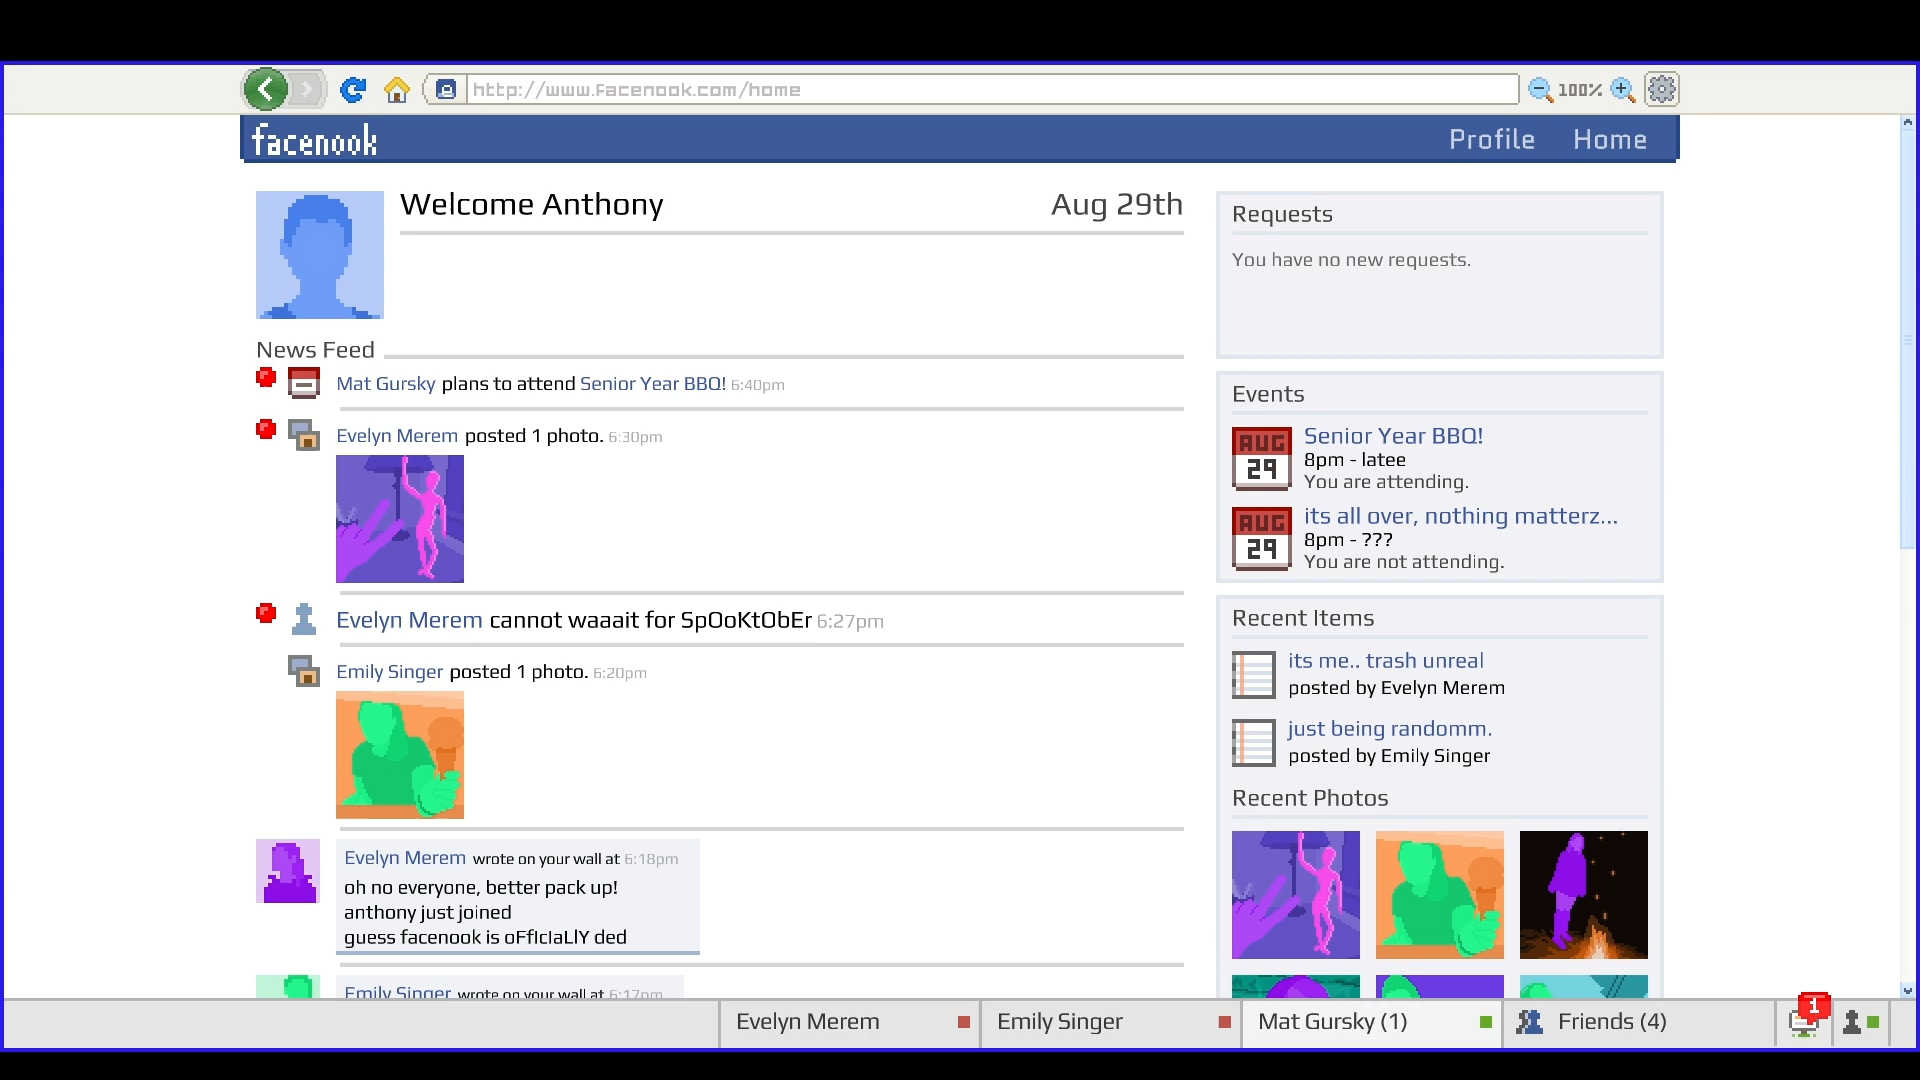 http://www.facenook.com/home
100%
facenook
Profile
Home
Welcome Anthony
Aug 29th
News Feed
Mat Gursky plans to attend Senior Year BBQ! 6:40pm
Evelyn Merem posted 1 photo. 6:30pm
Evelyn Merem cannot waaait for SpOoKtObEr 6:27pm
Emily Singer posted 1 photo. 6:20pm
Evelyn Merem wrote on your wall at 6:18pm
oh no everyone, better pack up!
anthony just joined
guess facenook is oFfIcIaLlY ded
Emily Singer wrote on your wall at 6:17pm
Requests
You have no new requests.
Events
AUG
29
Senior Year BBQ!
8pm - latee
You are attending.
AUG
29
its all over, nothing matterz...
8pm - ???
You are not attending.
Recent Items
its me.. trash unreal
posted by Evelyn Merem
just being randomm.
posted by Emily Singer
Recent Photos
Evelyn Merem
Emily Singer
Mat Gursky (1)
Friends (4)
1